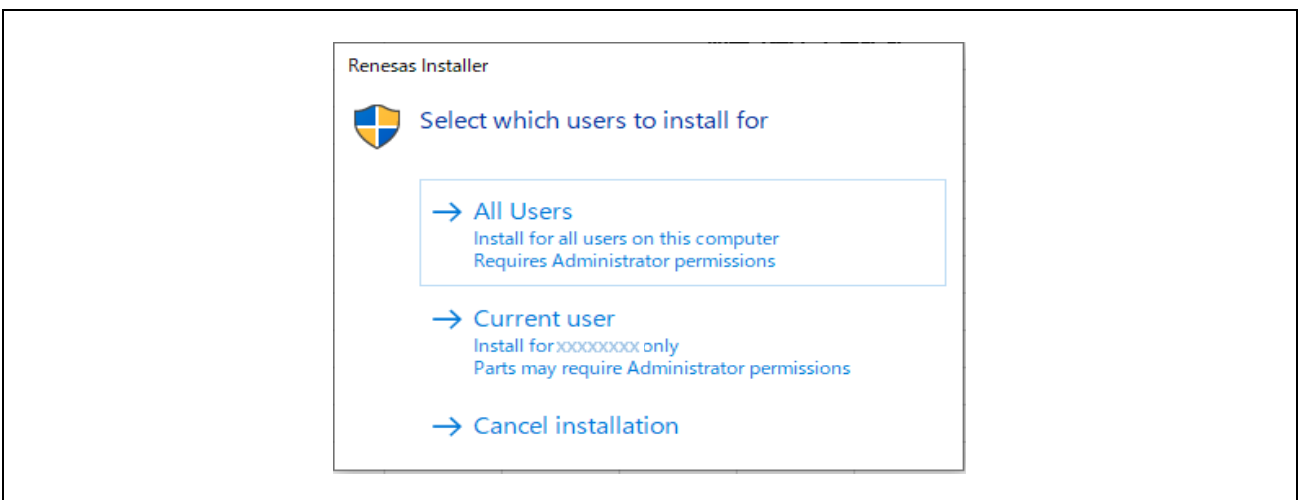 Renesas Installer
Select which users to install for
All Users
Install for all users on this computer
Requires Administrator permissions
Current user
Install for xxxxxxxx only
Parts may require Administrator permissions
Cancel installation